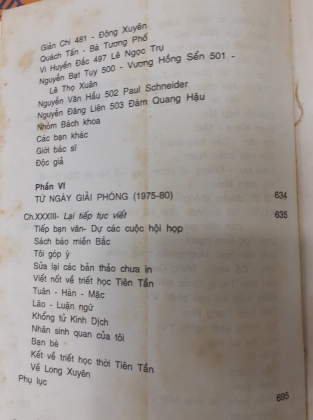 Giản Chi 481 - Đông Xuyên
Quách Tấn - Bà Tương Phố
Vi Huyền Đắc 497 Lê Ngọc Trụ
Nguyễn Bạt Tụy 500 - Vương Hồng Sển 501 -
Lê Thọ Xuân
Nguyễn Văn Hầu 502 Paul Schneider
Nguyễn Đăng Liên 503 Đảm Quang Hậu
Nhóm Bách khoa
Các bạn khác
Giới bác sĩ
Độc giả
Phần VI
TỪ NGÀY GIẢI PHÓNG (1975-80) 634
Ch.XXXIII- Lại tiếp tục viết 635
Tiếp bạn văn- Dự các cuộc hội họp
Sách báo miền Bắc
Tôi góp ý
Sửa lại các bản thảo chưa in
Viết nốt về triết học Tiên Tần
Tuân - Hàn - Mặc
Lão - Luận ngữ
Khổng tử Kinh Dịch
Nhân sinh quan của tôi
Bạn bè
Kết về triết học thời Tiên Tần
Về Long Xuyên
Phụ lục 695